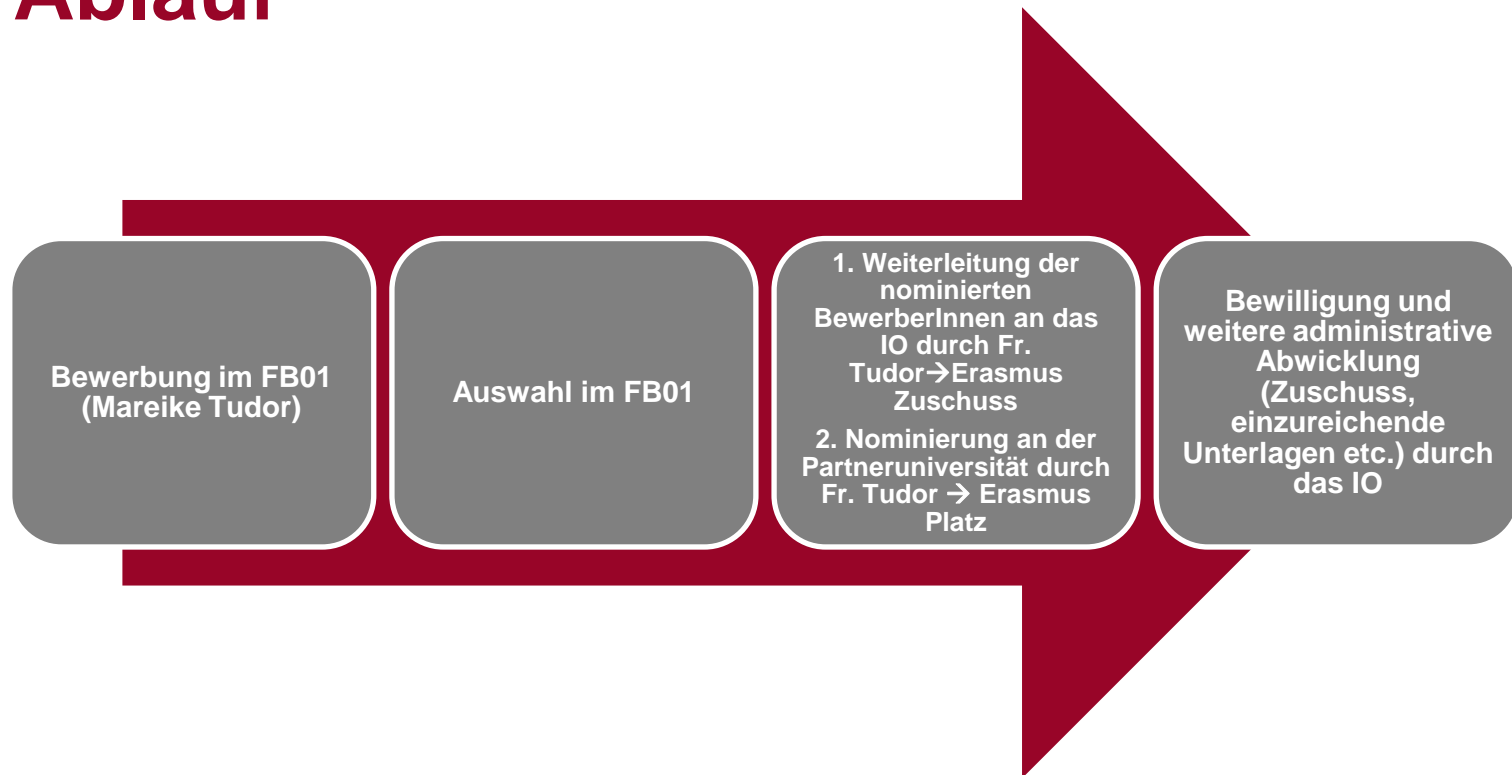 Ablauf
Bewerbung im FB01
(Mareike Tudor)
Auswahl im FB01
1. Weiterleitung der
nominierten
BewerberInnen an das
IO durch Fr.
Tudor→Erasmus
Zuschuss
2. Nominierung an der
Partneruniversität durch
Fr. Tudor → Erasmus
Platz
Bewilligung und
weitere administrative
Abwicklung
(Zuschuss,
einzureichende
Unterlagen etc.) durch
das IO